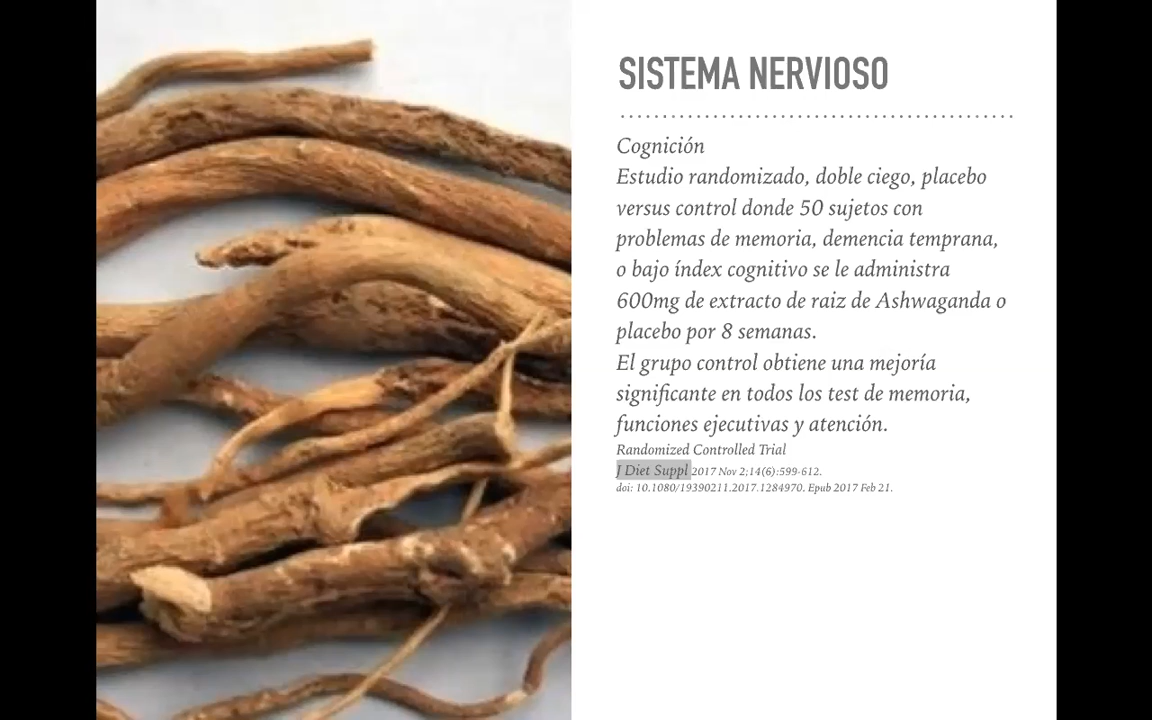 SISTEMA NERVIOSO
Cognición
Estudio randomizado, doble ciego, placebo
versus control donde 50 sujetos con
problemas de memoria, demencia temprana,
o bajo índex cognitivo se le administra
600mg de extracto de raiz de Ashwaganda o
placebo por 8 semanas.
El grupo control obtiene una mejoría
significante en todos los test de memoria,
funciones ejecutivas y atención.
Randomized Controlled Trial
J Diet Suppl 2017 Nov 2;14(6):599-612.
doi: 10.1080/19390211.2017.1284970. Epub 2017 Feb 21.